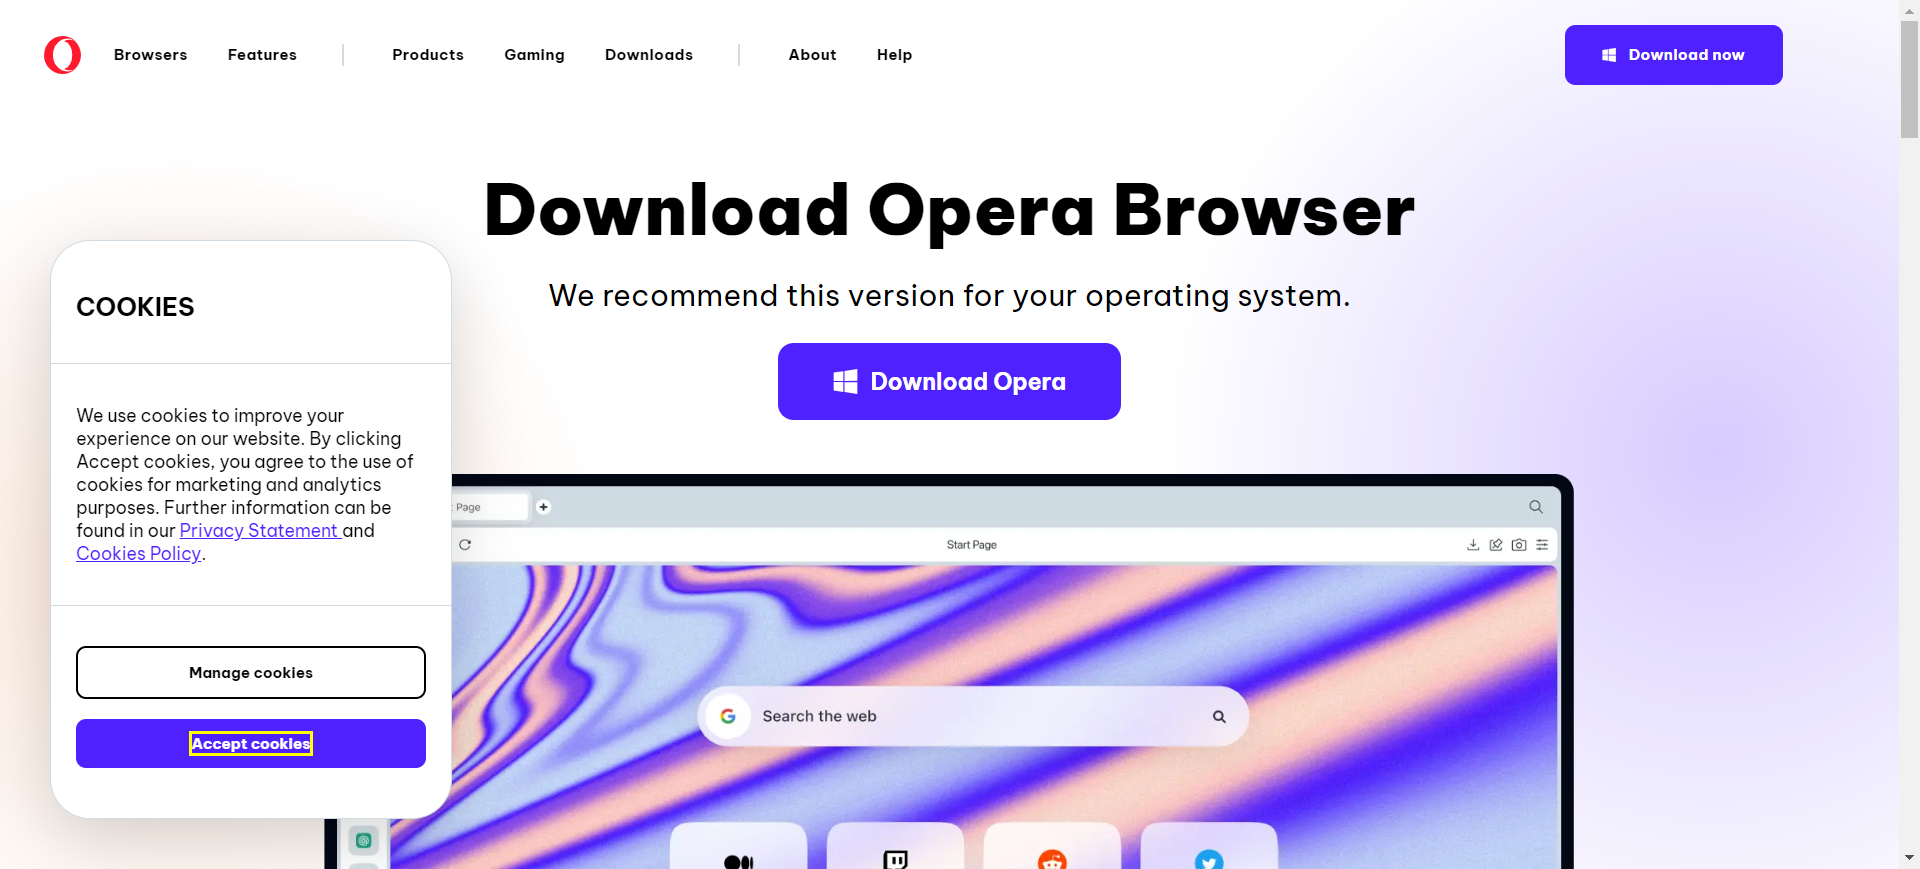 Browsers
Features
Products
Gaming
Downloads
About
Help
Download now
Download Opera Browser
We recommend this version for your operating system.
Download Opera
COOKIES
We use cookies to improve your
experience on our website. By clicking
Accept cookies, you agree to the use of
cookies for marketing and analytics
purposes. Further information can be
found in our Privacy Statement and
Cookies Policy.
Manage cookies
Accept cookies
Page
Start Page
Search the web